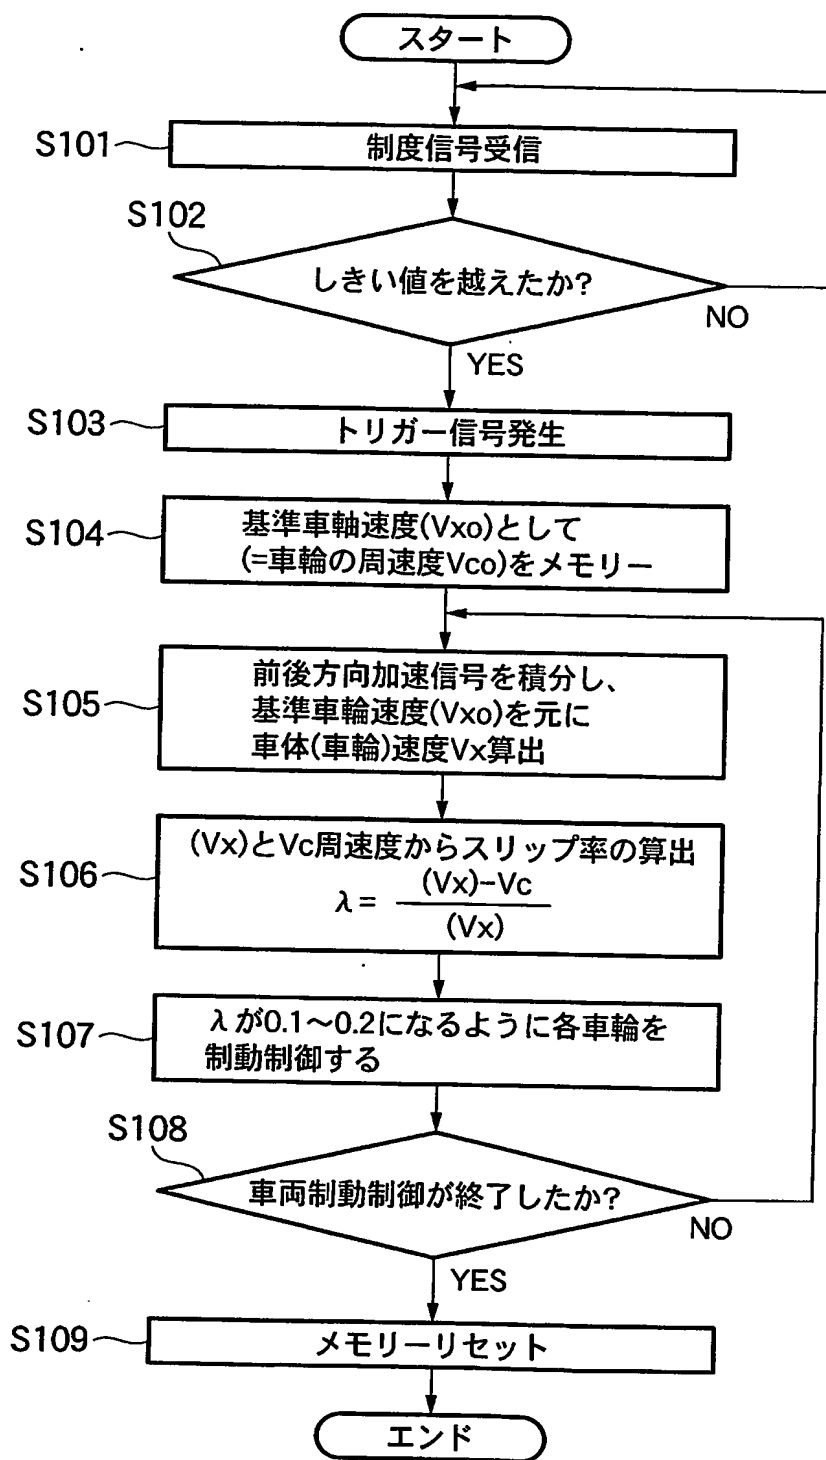 スタート
S101
制度信号受信
S102
しきい値を越えたか?
NO
YES
S103
トリガー信号発生
S104
基準車軸速度(Vxo)として
(=車輪の周速度Vco)をメモリー
S105
前後方向加速信号を積分し、
基準車輪速度(Vxo)を元に
車体(車輪)速度Vx算出
S106
(Vx)とVc周速度からスリップ率の算出
λ= (Vx)-Vc
(Vx)
S107
λが0.1~0.2になるように各車輪を
制動制御する
S108
車両制動制御が終了したか?
NO
YES
S109
メモリーリセット
エンド